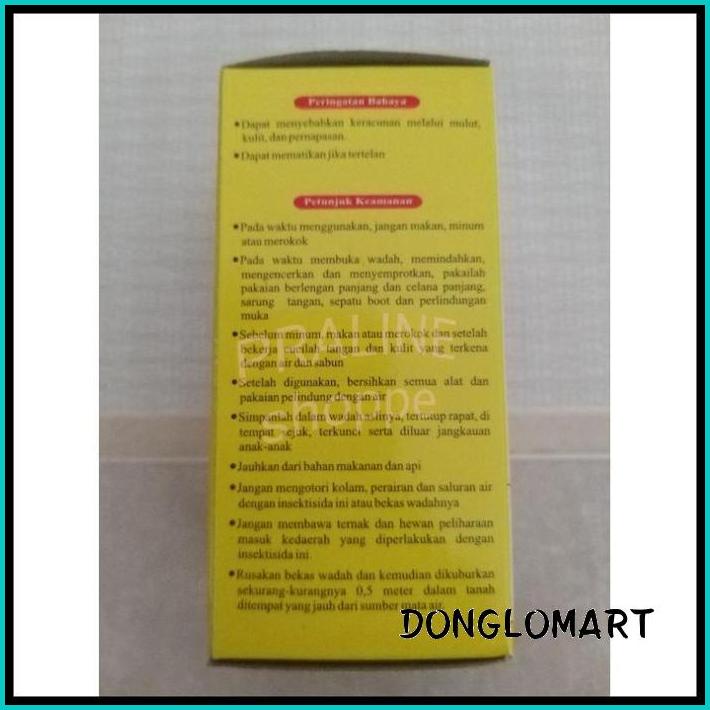 Peringatan Bahaya
•Dapat menyebabkan keracunan melalui mulut,
kulit, dan pernapasan.
•Dapat mematikan jika tertelan
Petunjuk Keamanan
•Pada waktu menggunakan, jangan makan, minum
atau merokok
•Pada waktu membuka wadah, memindahkan,
mengencerkan dan menyemprotkan, pakailah
pakaian berlengan panjang dan celana panjang,
sarung tangan, sepatu boot dan perlindungan
muka
•Sebelum minum, makan atau merokok dan setelah
bekerja cucilah tangan dan kulit yang terkena
dengan air dan sabun
•Setelah digunakan, bersihkan semua alat dan
pakaian pelindung dengan air
•Simpanlah dalam wadah aslinya, tertutup rapat, di
tempat sejuk, terkunci serta diluar jangkauan
anak-anak
•Jauhkan dari bahan makanan dan api
•Jangan mengotori kolam, perairan dan saluran air
dengan insektisida ini atau bekas wadahnya
•Jangan membawa ternak dan hewan peliharaan
masuk kedaerah yang diperlakukan dengan
insektisida ini.
•Rusakan bekas wadah dan kemudian dikuburkan
sekurang-kurangnya 0,5 meter dalam tanah
ditempat yang jauh dari sumber mata air.
PRALINE
shoppe
DONGLOMART